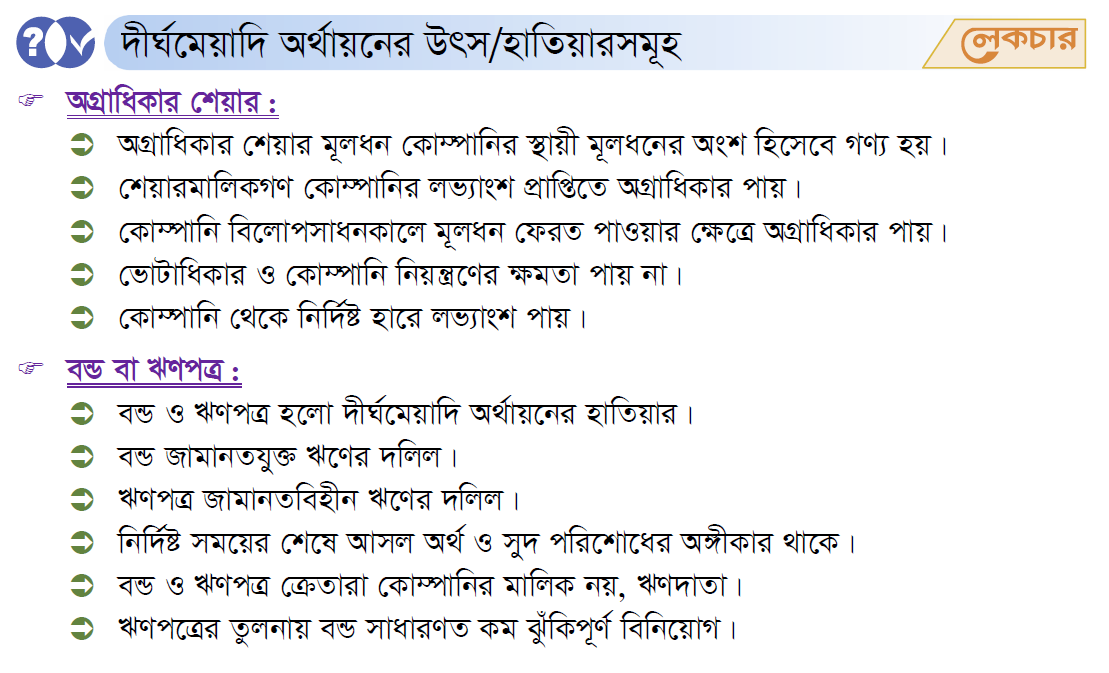 দীর্ঘমেয়াদি অর্থায়নের উৎস/হাতিয়ারসমূহ
লেকচার
অগ্রাধিকার শেয়ার :
অগ্রাধিকার শেয়ার মূলধন কোম্পানির স্থায়ী মূলধনের অংশ হিসেবে গণ্য হয়।
শেয়ারমালিকগণ কোম্পানির লভ্যাংশ প্রাপ্তিতে অগ্রাধিকার পায়।
কোম্পানি বিলোপসাধনকালে মূলধন ফেরত পাওয়ার ক্ষেত্রে অগ্রাধিকার পায়।
ভোটাধিকার ও কোম্পানি নিয়ন্ত্রণের ক্ষমতা পায় না।
কোম্পানি থেকে নির্দিষ্ট হারে লভ্যাংশ পায়।
বন্ড বা ঋণপত্র :
বন্ড ও ঋণপত্র হলো দীর্ঘমেয়াদি অর্থায়নের হাতিয়ার।
বন্ড জামানতযুক্ত ঋণের দলিল।
ঋণপত্র জামানতবিহীন ঋণের দলিল।
নির্দিষ্ট সময়ের শেষে আসল অর্থ ও সুদ পরিশোধের অঙ্গীকার থাকে।
বন্ড ও ঋণপত্র ক্রেতারা কোম্পানির মালিক নয়, ঋণদাতা।
ঋণপত্রের তুলনায় বন্ড সাধারণত কম ঝুঁকিপূর্ণ বিনিয়োগ।